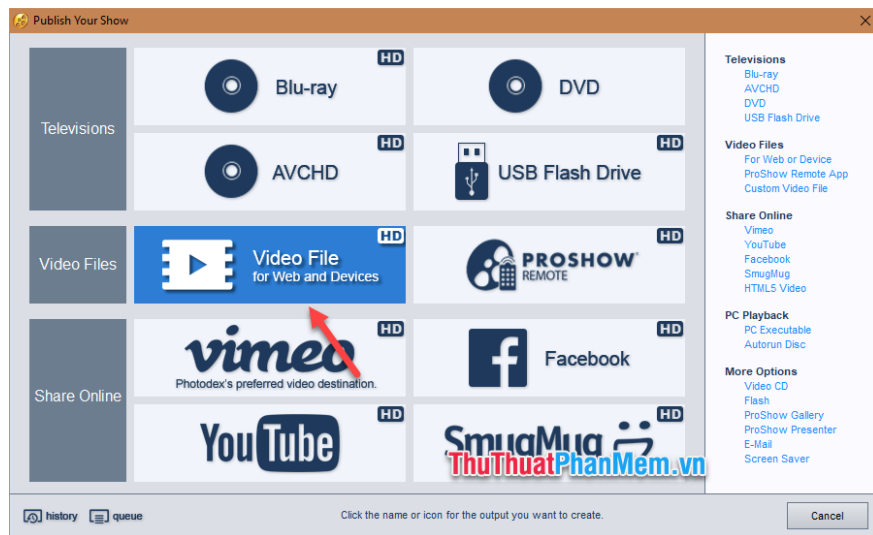 Publish Your Show
Televisions
HD
Blu-ray
DVD
HD
AVCHD
HD
USB Flash Drive
Video Files
HD
Video File
for Web and Devices
HD
PROSHOW
REMOTE
Share Online
HD
vimeo
Photodex's preferred video destination.
HD
Facebook
HD
YouTube
HD
SmugMug
ThuThuatPhanMem.vn
Televisions
Blu-ray
AVCHD
DVD
USB Flash Drive
Video Files
For Web or Device
ProShow Remote App
Custom Video File
Share Online
Vimeo
YouTube
Facebook
SmugMug
HTML5 Video
PC Playback
PC Executable
Autorun Disc
More Options
Video CD
Flash
ProShow Gallery
ProShow Presenter
E-Mail
Screen Saver
history
queue
Click the name or icon for the output you want to create.
Cancel